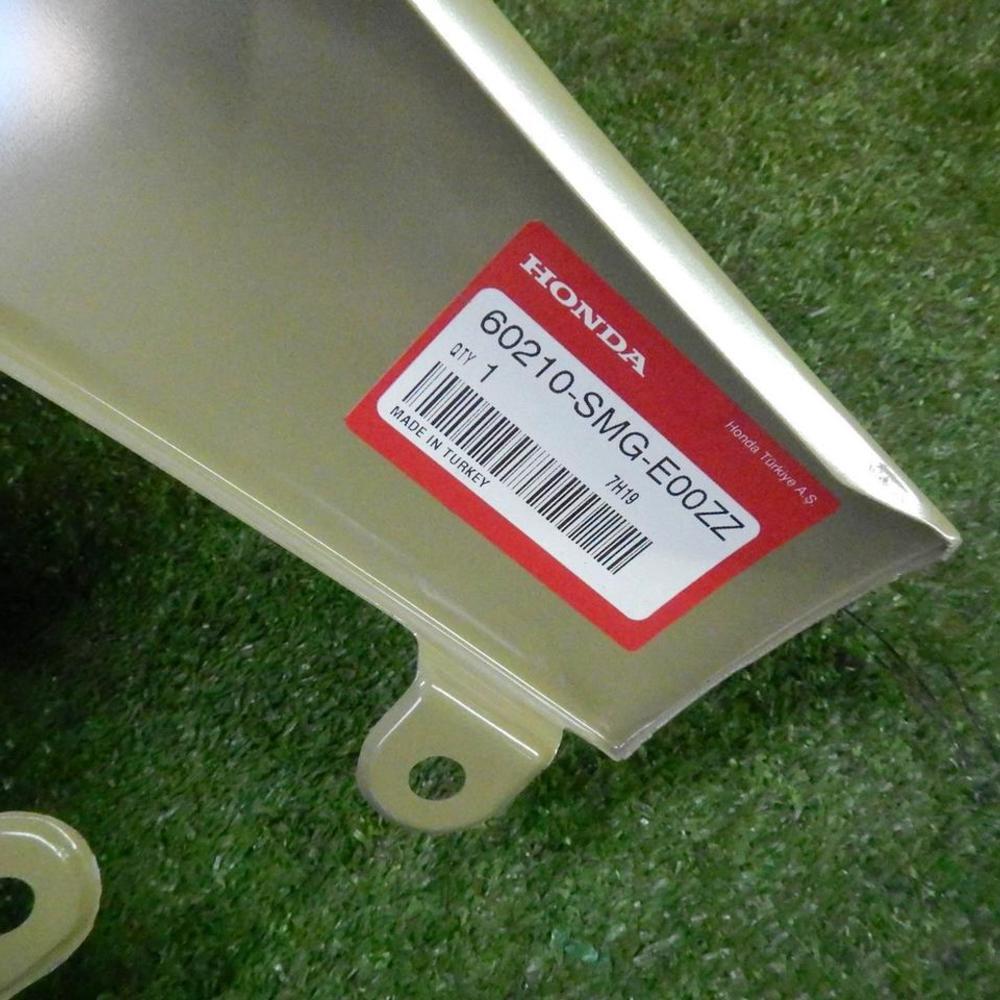 HONDA
60210-SMG-E00ZZ
QTY 1
7H19
MADE IN TURKEY
Honda Türkiye A.Ş.